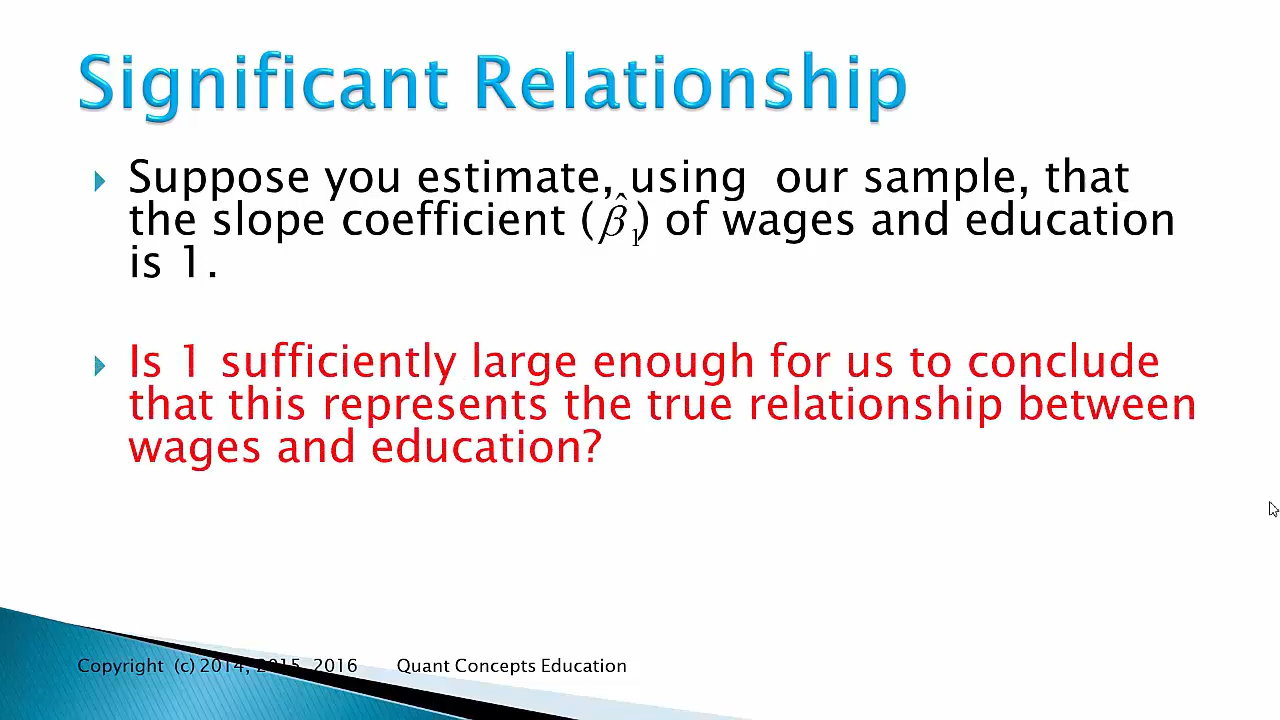 Significant Relationship
Suppose you estimate, using our sample, that
the slope coefficient (β̂₁) of wages and education
is 1.
Is 1 sufficiently large enough for us to conclude
that this represents the true relationship between
wages and education?
Copyright (c) 2014, 2015, 2016 Quant Concepts Education